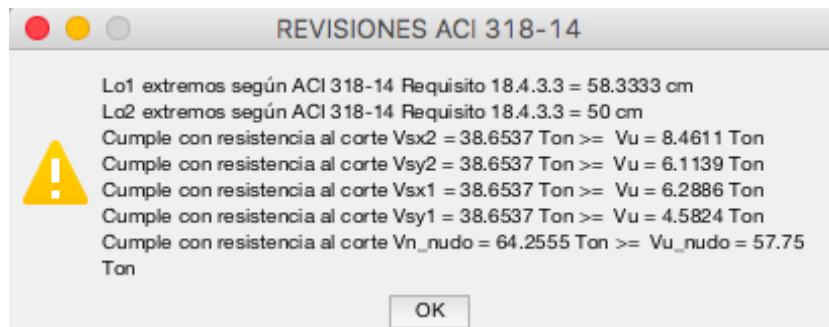 REVISIONES ACI 318-14
Lo1 extremos según ACI 318-14 Requisito 18.4.3.3 = 58.3333 cm
Lo2 extremos según ACI 318-14 Requisito 18.4.3.3 = 50 cm
Cumple con resistencia al corte Vsx2 = 38.6537 Ton >= Vu = 8.4611 Ton
Cumple con resistencia al corte Vsy2 = 38.6537 Ton >= Vu = 6.1139 Ton
Cumple con resistencia al corte Vsx1 = 38.6537 Ton >= Vu = 6.2886 Ton
Cumple con resistencia al corte Vsy1 = 38.6537 Ton >= Vu = 4.5824 Ton
Cumple con resistencia al corte Vn_nudo = 64.2555 Ton >= Vu_nudo = 57.75
Ton
OK